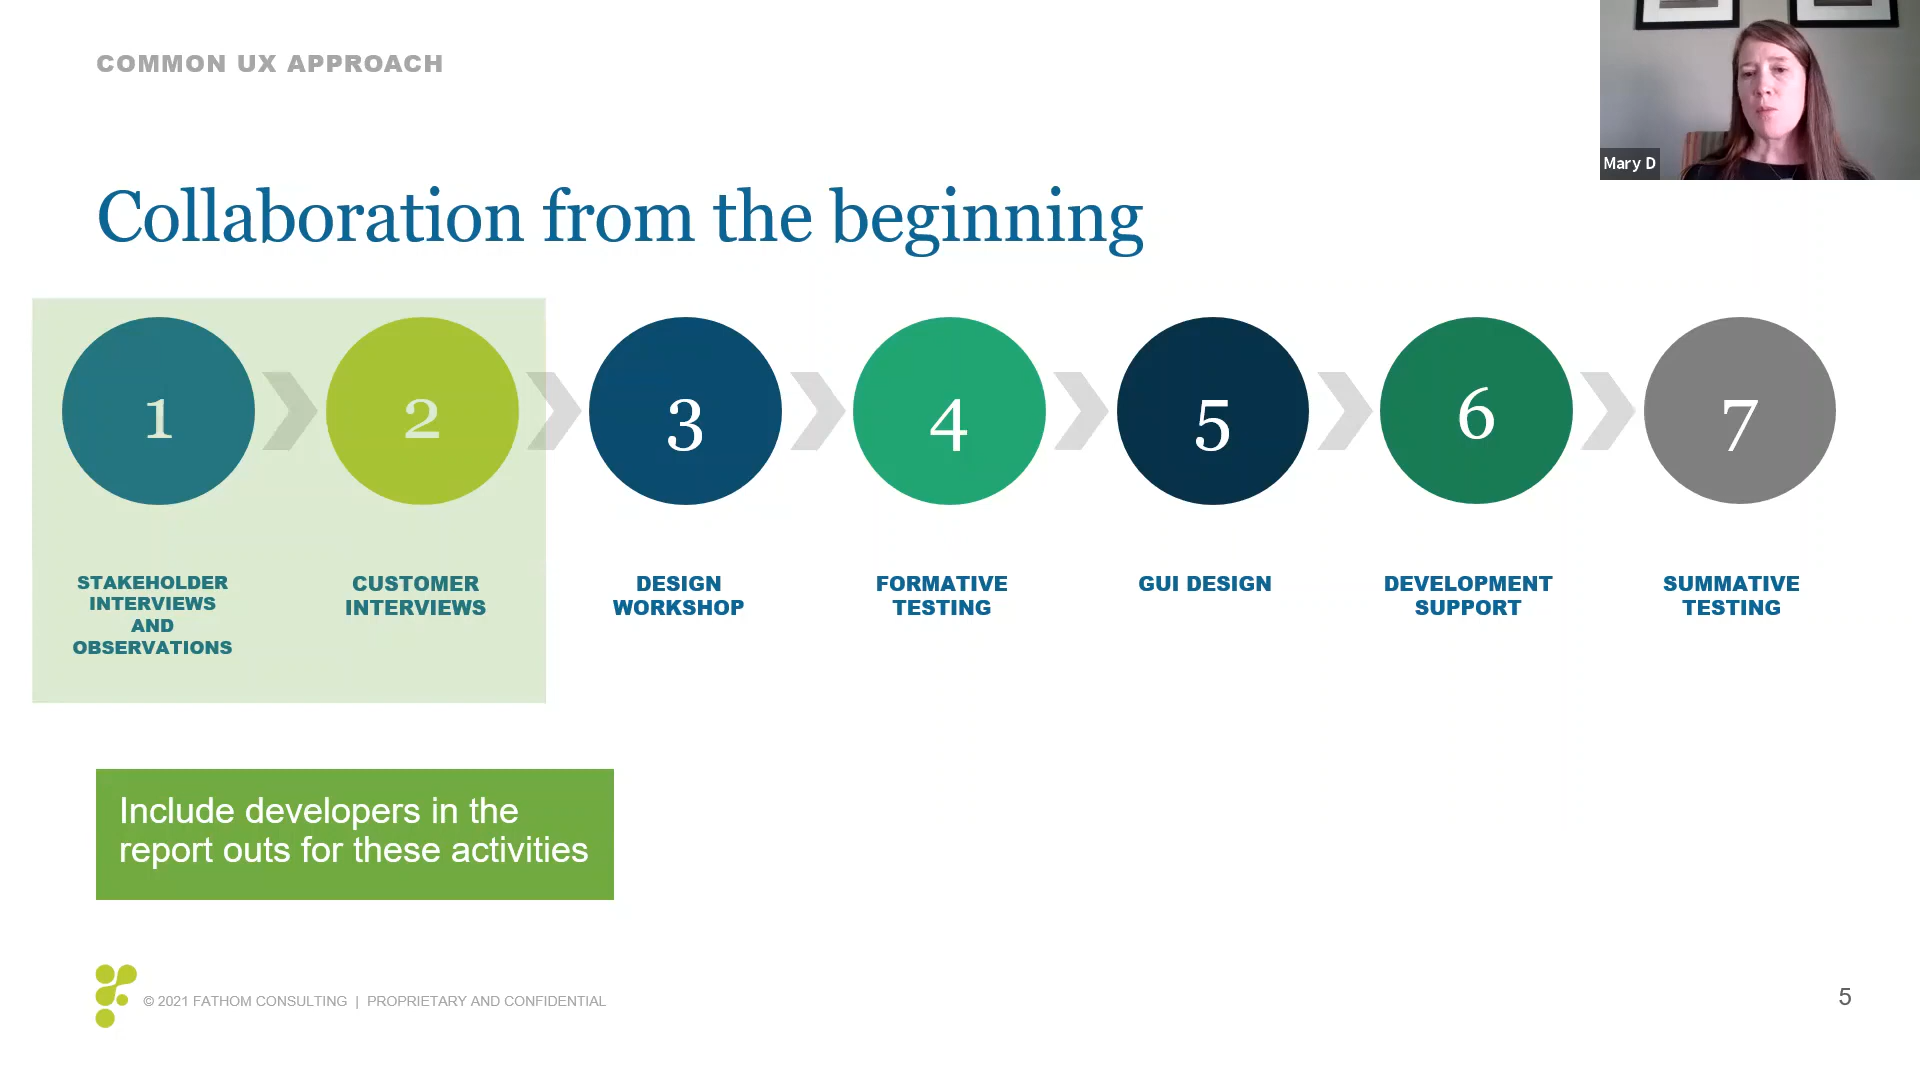 COMMON UX APPROACH
Mary D
Collaboration from the beginning
1
2
3
4
5
6
7
STAKEHOLDER
INTERVIEWS
AND
OBSERVATIONS
CUSTOMER
INTERVIEWS
DESIGN
WORKSHOP
FORMATIVE
TESTING
GUI DESIGN
DEVELOPMENT
SUPPORT
SUMMATIVE
TESTING
Include developers in the
report outs for these activities
© 2021 FATHOM CONSULTING | PROPRIETARY AND CONFIDENTIAL
5